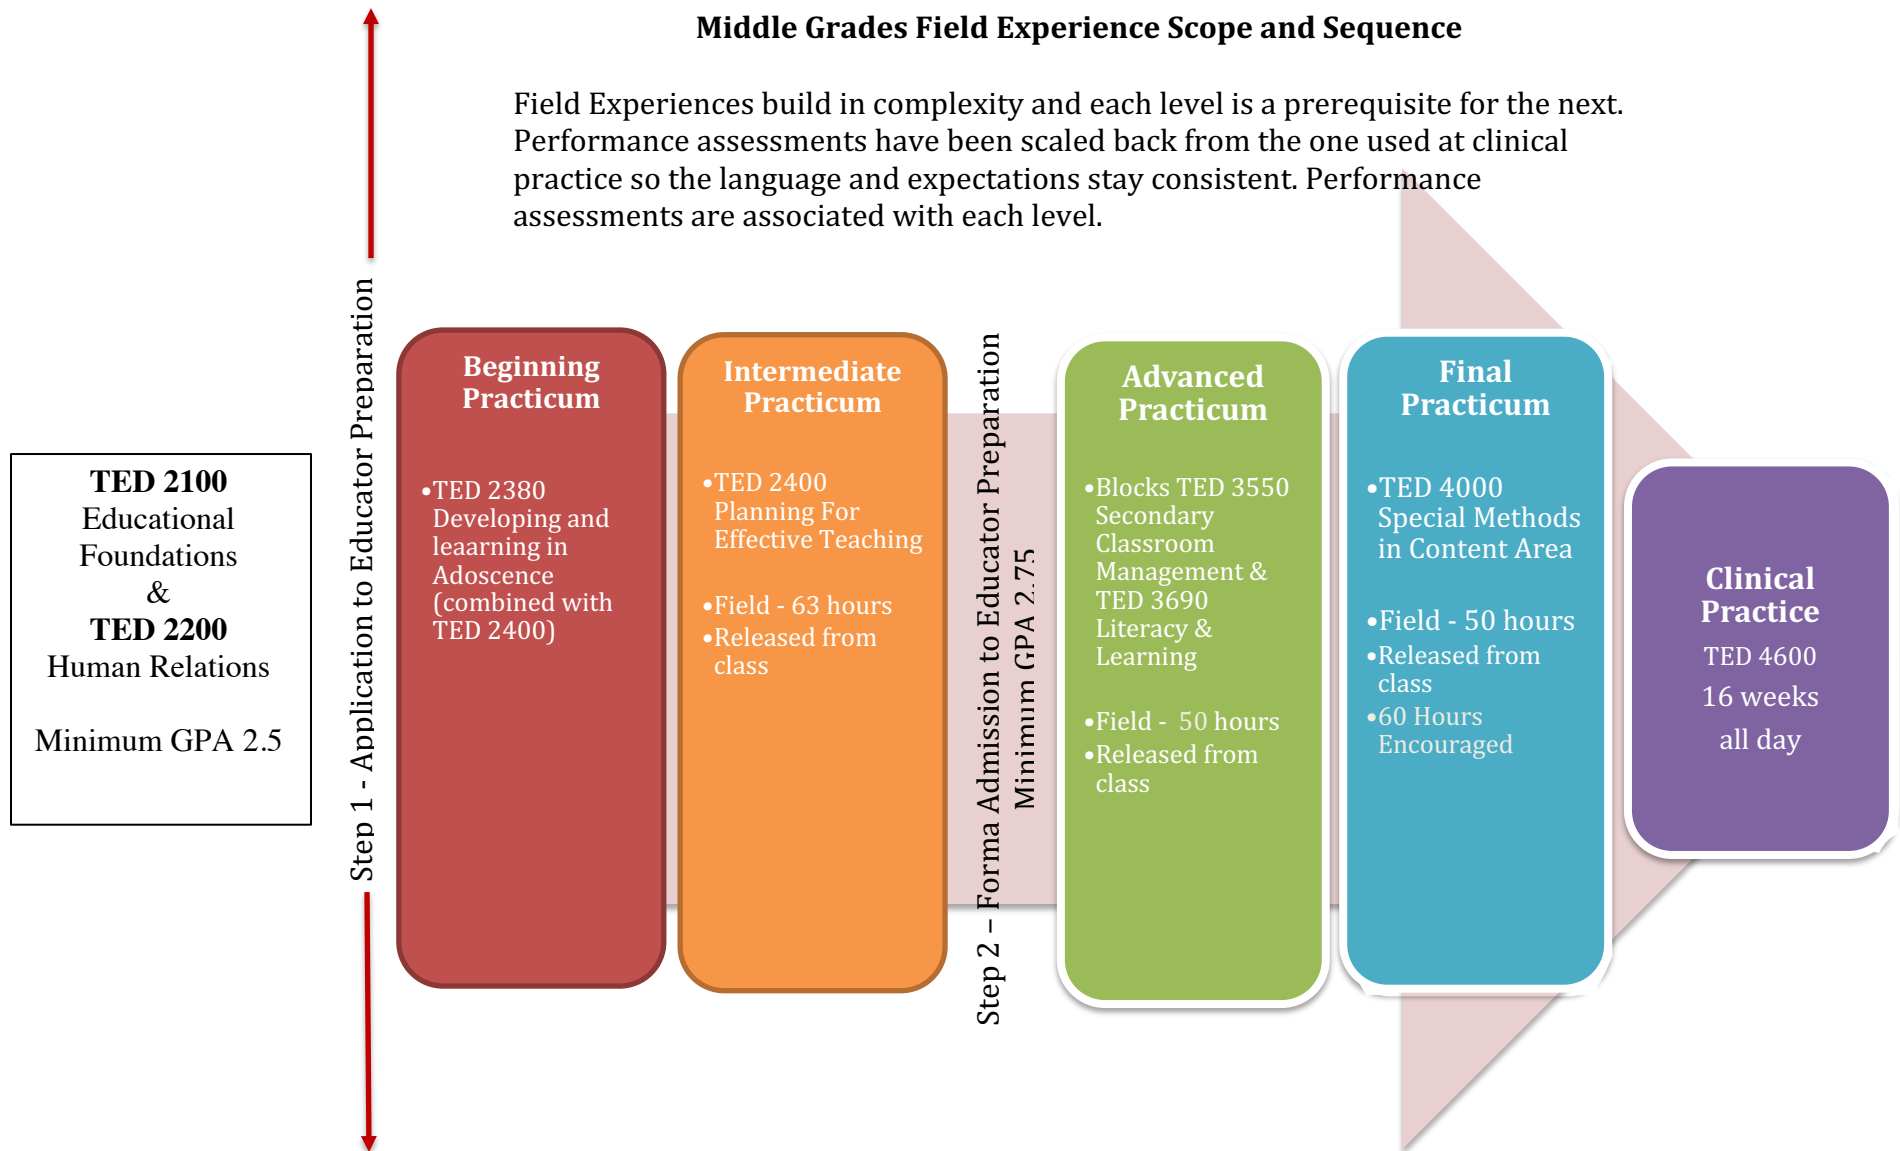 Middle Grades Field Experience Scope and Sequence
Field Experiences build in complexity and each level is a prerequisite for the next.
Performance assessments have been scaled back from the one used at clinical
practice so the language and expectations stay consistent. Performance
assessments are associated with each level.
TED 2100
Educational
Foundations
&
TED 2200
Human Relations
Minimum GPA 2.5
Step 1 - Application to Educator Preparation
Beginning
Practicum
•TED 2380
Developing and
leaarning in
Adoscence
(combined with
TED 2400)
Intermediate
Practicum
•TED 2400
Planning For
Effective Teaching
•Field - 63 hours
•Released from
class
Step 2 – Forma Admission to Educator Preparation
Minimum GPA 2.75
Advanced
Practicum
•Blocks TED 3550
Secondary
Classroom
Management &
TED 3690
Literacy &
Learning
•Field - 50 hours
•Released from
class
Final
Practicum
•TED 4000
Special Methods
in Content Area
•Field - 50 hours
•Released from
class
•60 Hours
Encouraged
Clinical
Practice
TED 4600
16 weeks
all day